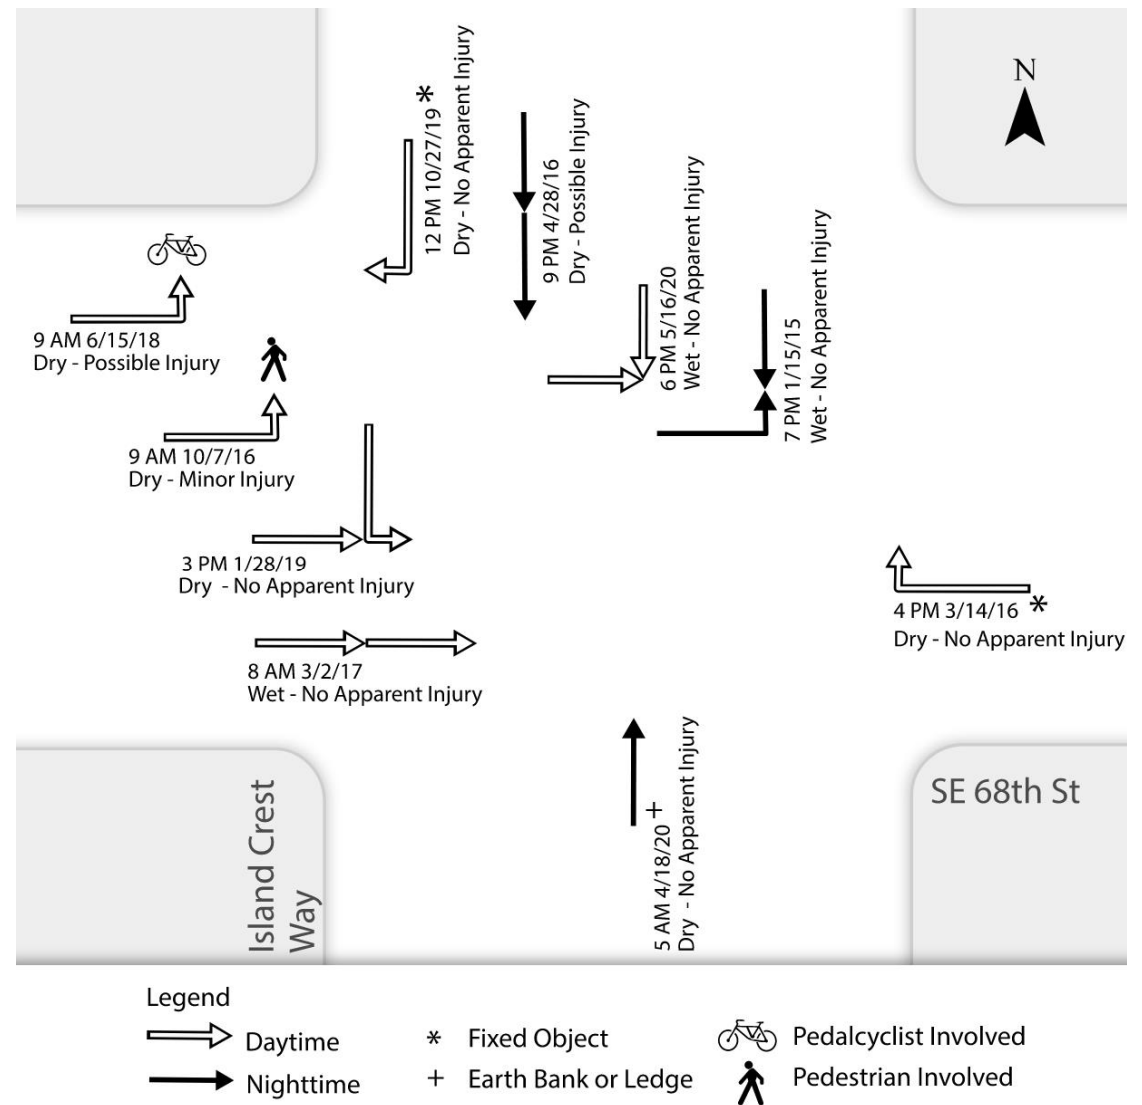 12 PM 10/27/19 *
Dry - No Apparent Injury
9 PM 4/28/16
Dry - Possible Injury
N
6 PM 5/16/20
Wet - No Apparent Injury
7 PM 1/15/15
Wet - No Apparent Injury
9 AM 6/15/18
Dry - Possible Injury
9 AM 10/7/16
Dry - Minor Injury
3 PM 1/28/19
Dry - No Apparent Injury
4 PM 3/14/16 *
Dry - No Apparent Injury
8 AM 3/2/17
Wet - No Apparent Injury
5 AM 4/18/20 +
Dry - No Apparent Injury
Island Crest
Way
SE 68th St
Legend
Daytime
* Fixed Object
Pedalcyclist Involved
Nighttime
+ Earth Bank or Ledge
Pedestrian Involved